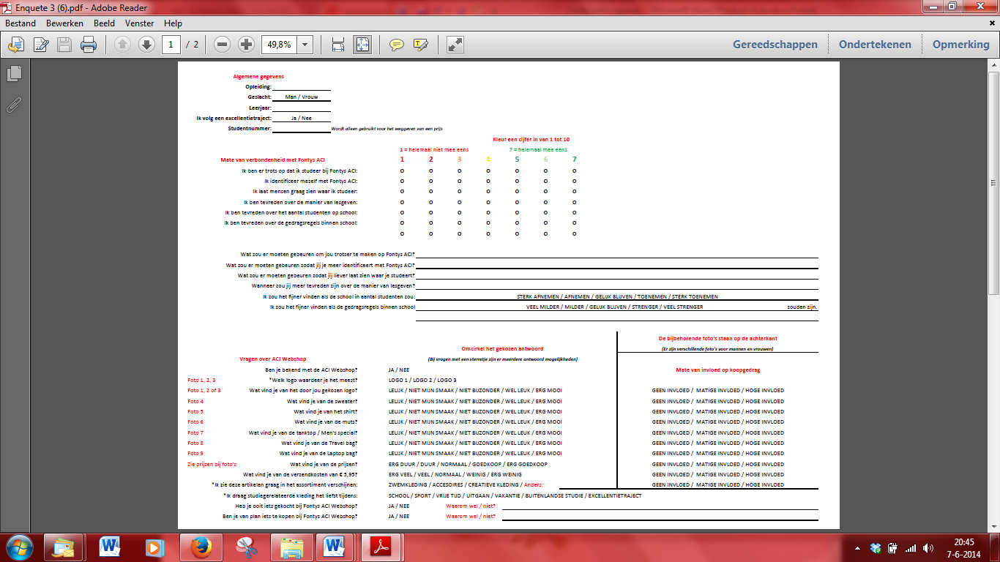 Enquete 3 (6).pdf - Adobe Reader
Bestand Bewerken Beeld Venster Help
1 / 2 49,8% Gereedschappen Ondertekenen Opmerking
Algemene gegevens
Opleiding:
Geslacht: Man / Vrouw
Leerjaar:
Ik volg een excellentietraject: Ja / Nee
Studentnummer: Wordt alleen gebruikt voor het weggeven van een prijs
Kleur een cijfer in van 1 tot 10
1 = helemaal niet mee eens 7 = helemaal mee eens
Mate van verbondenheid met Fontys ACI 1 2 3 4 5 6 7
Ik ben er trots op dat ik studeer bij Fontys ACI: O O O O O O O
Ik identificeer mezelf met Fontys ACI: O O O O O O O
Ik laat mensen graag zien waar ik studeer: O O O O O O O
Ik ben tevreden over de manier van lesgeven: O O O O O O O
Ik ben tevreden over het aantal studenten op school: O O O O O O O
Ik ben tevreden over de gedragsregels binnen school: O O O O O O O
O O O O O O O
Wat zou er moeten gebeuren om jou trotser te maken op Fontys ACI?
Wat zou er moeten gebeuren zodat jij je meer identificeert met Fontys ACI?
Wat zou er moeten gebeuren zodat jij liever laat zien waar je studeert?
Wanneer zou jij meer tevreden zijn over de manier van lesgeven?
Ik zou het fijner vinden als de school in aantal studenten zou: STERK AFNEMEN / AFNEMEN / GELIJK BLIJVEN / TOENEMEN / STERK TOENEMEN
Ik zou het fijner vinden als de gedragsregels binnen school VEEL MILDER / MILDER / GELIJK BLIJVEN / STRENGER / VEEL STRENGER zouden zijn.
De bijbehorende foto's staan op de achterkant
Omcirkel het gekozen antwoord (Er zijn verschillende foto's voor mannen en vrouwen)
Vragen over ACI Webshop (Bij vragen met een sterretje zijn er meerdere antwoord mogelijkheden)
Ben je bekend met de ACI Webshop? JA / NEE Mate van invloed op koopgedrag
Foto 1, 2, 3 *Welk logo waardeer je het meest? LOGO 1 / LOGO 2 / LOGO 3
Foto 1, 2 of 3 Wat vind je van het door jou gekozen logo? LELIJK / NIET MIJN SMAAK / NIET BIJZONDER / WEL LEUK / ERG MOOI GEEN INVLOED / MATIGE INVLOED / HOGE INVLOED
Foto 4 Wat vind je van de sweater? LELIJK / NIET MIJN SMAAK / NIET BIJZONDER / WEL LEUK / ERG MOOI GEEN INVLOED / MATIGE INVLOED / HOGE INVLOED
Foto 5 Wat vind je van het shirt? LELIJK / NIET MIJN SMAAK / NIET BIJZONDER / WEL LEUK / ERG MOOI GEEN INVLOED / MATIGE INVLOED / HOGE INVLOED
Foto 6 Wat vind je van de muts? LELIJK / NIET MIJN SMAAK / NIET BIJZONDER / WEL LEUK / ERG MOOI GEEN INVLOED / MATIGE INVLOED / HOGE INVLOED
Foto 7 Wat vind je van de tanktop / Men's special? LELIJK / NIET MIJN SMAAK / NIET BIJZONDER / WEL LEUK / ERG MOOI GEEN INVLOED / MATIGE INVLOED / HOGE INVLOED
Foto 8 Wat vind je van de Travel bag? LELIJK / NIET MIJN SMAAK / NIET BIJZONDER / WEL LEUK / ERG MOOI GEEN INVLOED / MATIGE INVLOED / HOGE INVLOED
Foto 9 Wat vind je van de Laptop bag? LELIJK / NIET MIJN SMAAK / NIET BIJZONDER / WEL LEUK / ERG MOOI GEEN INVLOED / MATIGE INVLOED / HOGE INVLOED
Zie prijzen bij foto's Wat vind je van de prijzen? ERG DUUR / DUUR / NORMAAL / GOEDKOOP / ERG GOEDKOOP GEEN INVLOED / MATIGE INVLOED / HOGE INVLOED
Wat vind je van de verzendkosten van € 5,95? ERG VEEL / VEEL / NORMAAL / WEINIG / ERG WEINIG GEEN INVLOED / MATIGE INVLOED / HOGE INVLOED
*Ik zie deze artikelen graag in het assortiment verschijnen: ZWEMKLEDING / ACCESOIRES / CREATIEVE KLEDING / Anders: GEEN INVLOED / MATIGE INVLOED / HOGE INVLOED
*Ik draag studiegerelateerde kleding het liefst tijdens: SCHOOL / SPORT / VRIJE TIJD / UITGAAN / VAKANTIE / BUITENLANDSE STUDIE / EXCELLENTIETRAJECT
Heb je ooit iets gekocht bij Fontys ACI Webshop? JA / NEE Waarom wel / niet?
Ben je van plan iets te kopen bij Fontys ACI Webshop? JA / NEE Waarom wel / niet?
20:45
7-6-2014